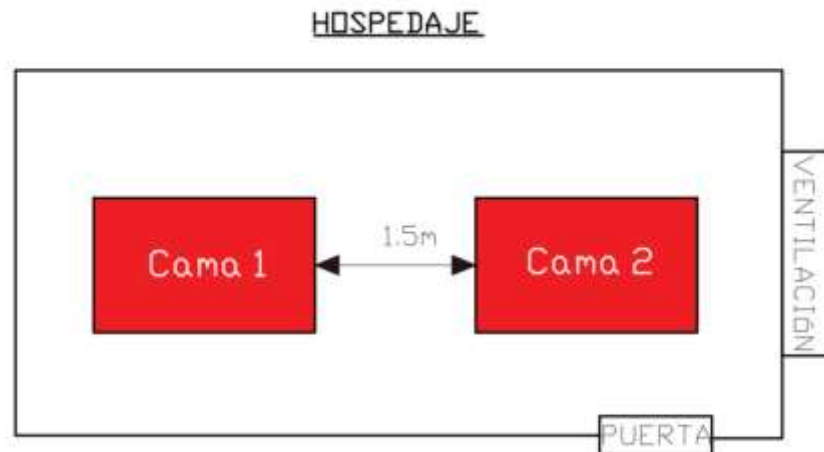 HOSPEDAJE
Cama 1
1.5m
Cama 2
VENTILACIÓN
PUERTA